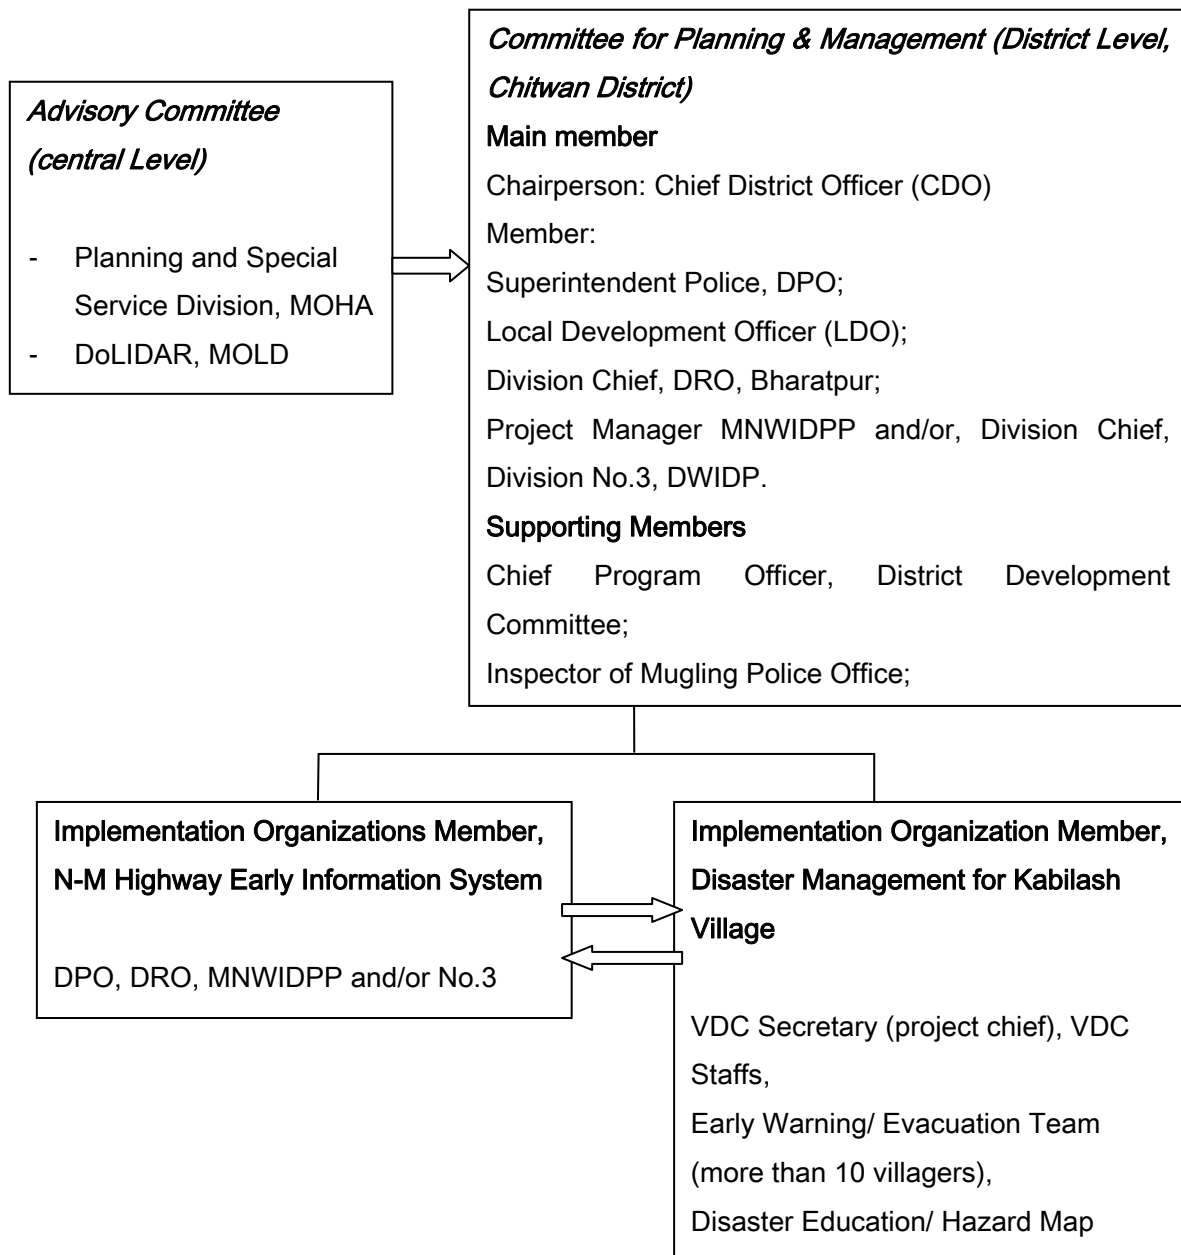 Advisory Committee
(central Level)
- Planning and Special
Service Division, MOHA
- DoLIDAR, MOLD
Committee for Planning & Management (District Level,
Chitwan District)
Main member
Chairperson: Chief District Officer (CDO)
Member:
Superintendent Police, DPO;
Local Development Officer (LDO);
Division Chief, DRO, Bharatpur;
Project Manager MNWIDPP and/or, Division Chief,
Division No.3, DWIDP.
Supporting Members
Chief Program Officer, District Development
Committee;
Inspector of Mugling Police Office;
Implementation Organizations Member,
N-M Highway Early Information System
DPO, DRO, MNWIDPP and/or No.3
Implementation Organization Member,
Disaster Management for Kabilash
Village
VDC Secretary (project chief), VDC
Staffs,
Early Warning/ Evacuation Team
(more than 10 villagers),
Disaster Education/ Hazard Map